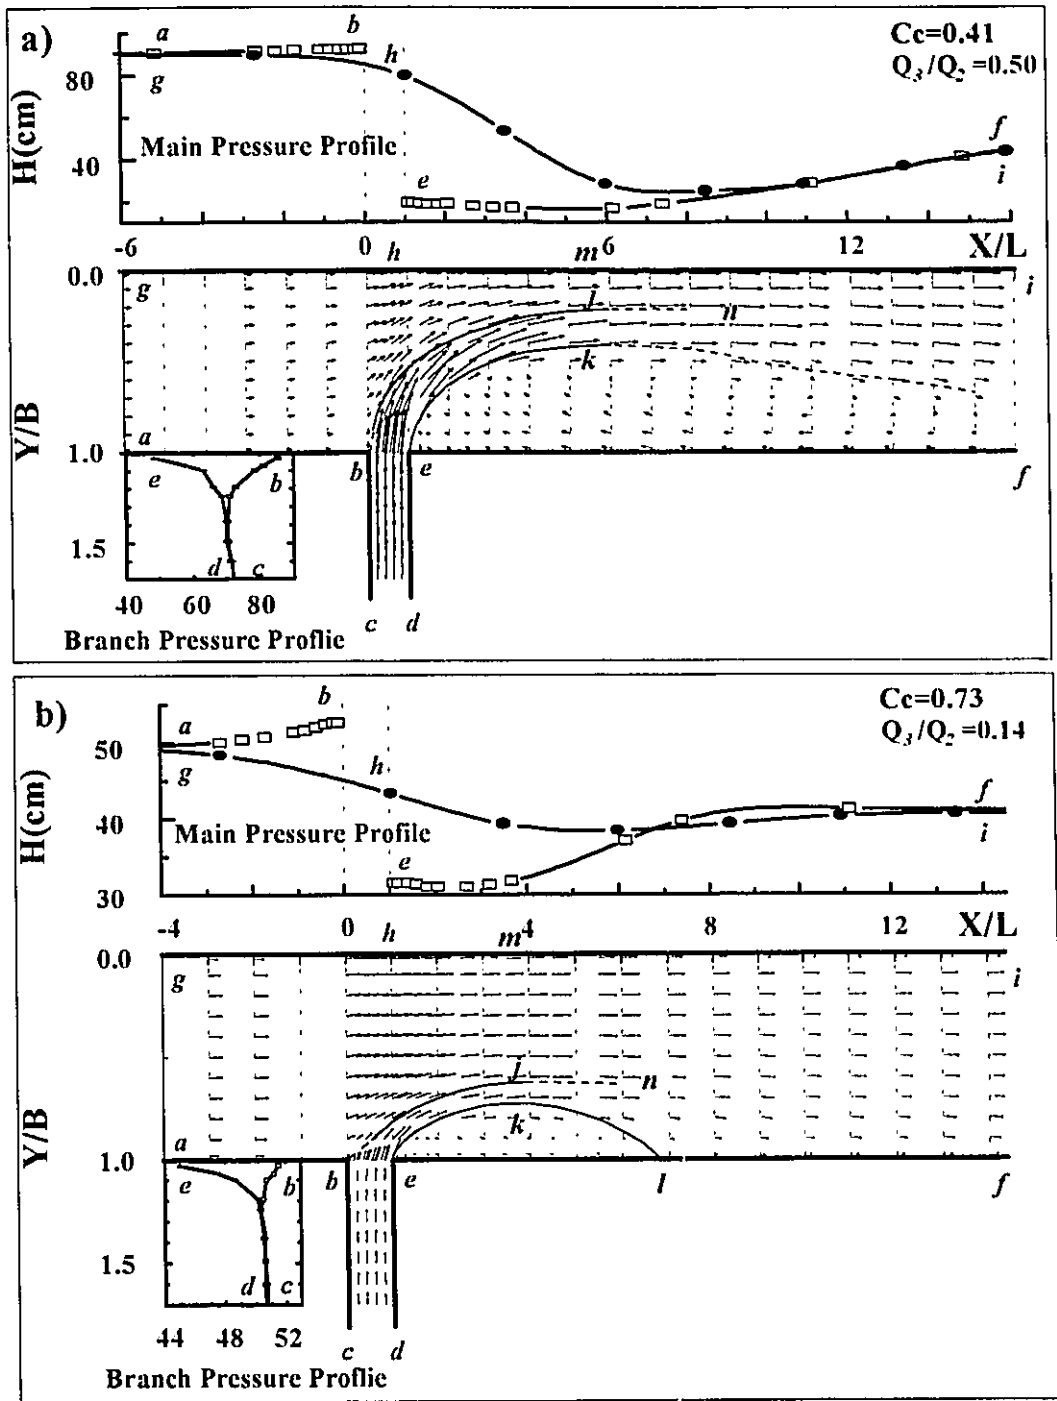 a)
a
b
Cc=0.41
Q3/Q2=0.50
g
h
80
H(cm)
Main Pressure Profile
f
40
e
i
-6
0
h
m
6
12
X/L
0.0
g
j
n
i
k
Y/B
a
1.0
b
e
f
e
b
1.5
d
c
40
60
80
c
d
Branch Pressure Proflie
b)
a
b
Cc=0.73
Q3/Q2=0.14
50
g
h
f
H(cm)
40
Main Pressure Profile
i
e
30
-4
0
h
m
4
8
12
X/L
0.0
g
i
j
n
k
Y/B
a
1.0
e
b
b
e
l
f
1.5
d
c
44
48
52
c
d
Branch Pressure Proflie